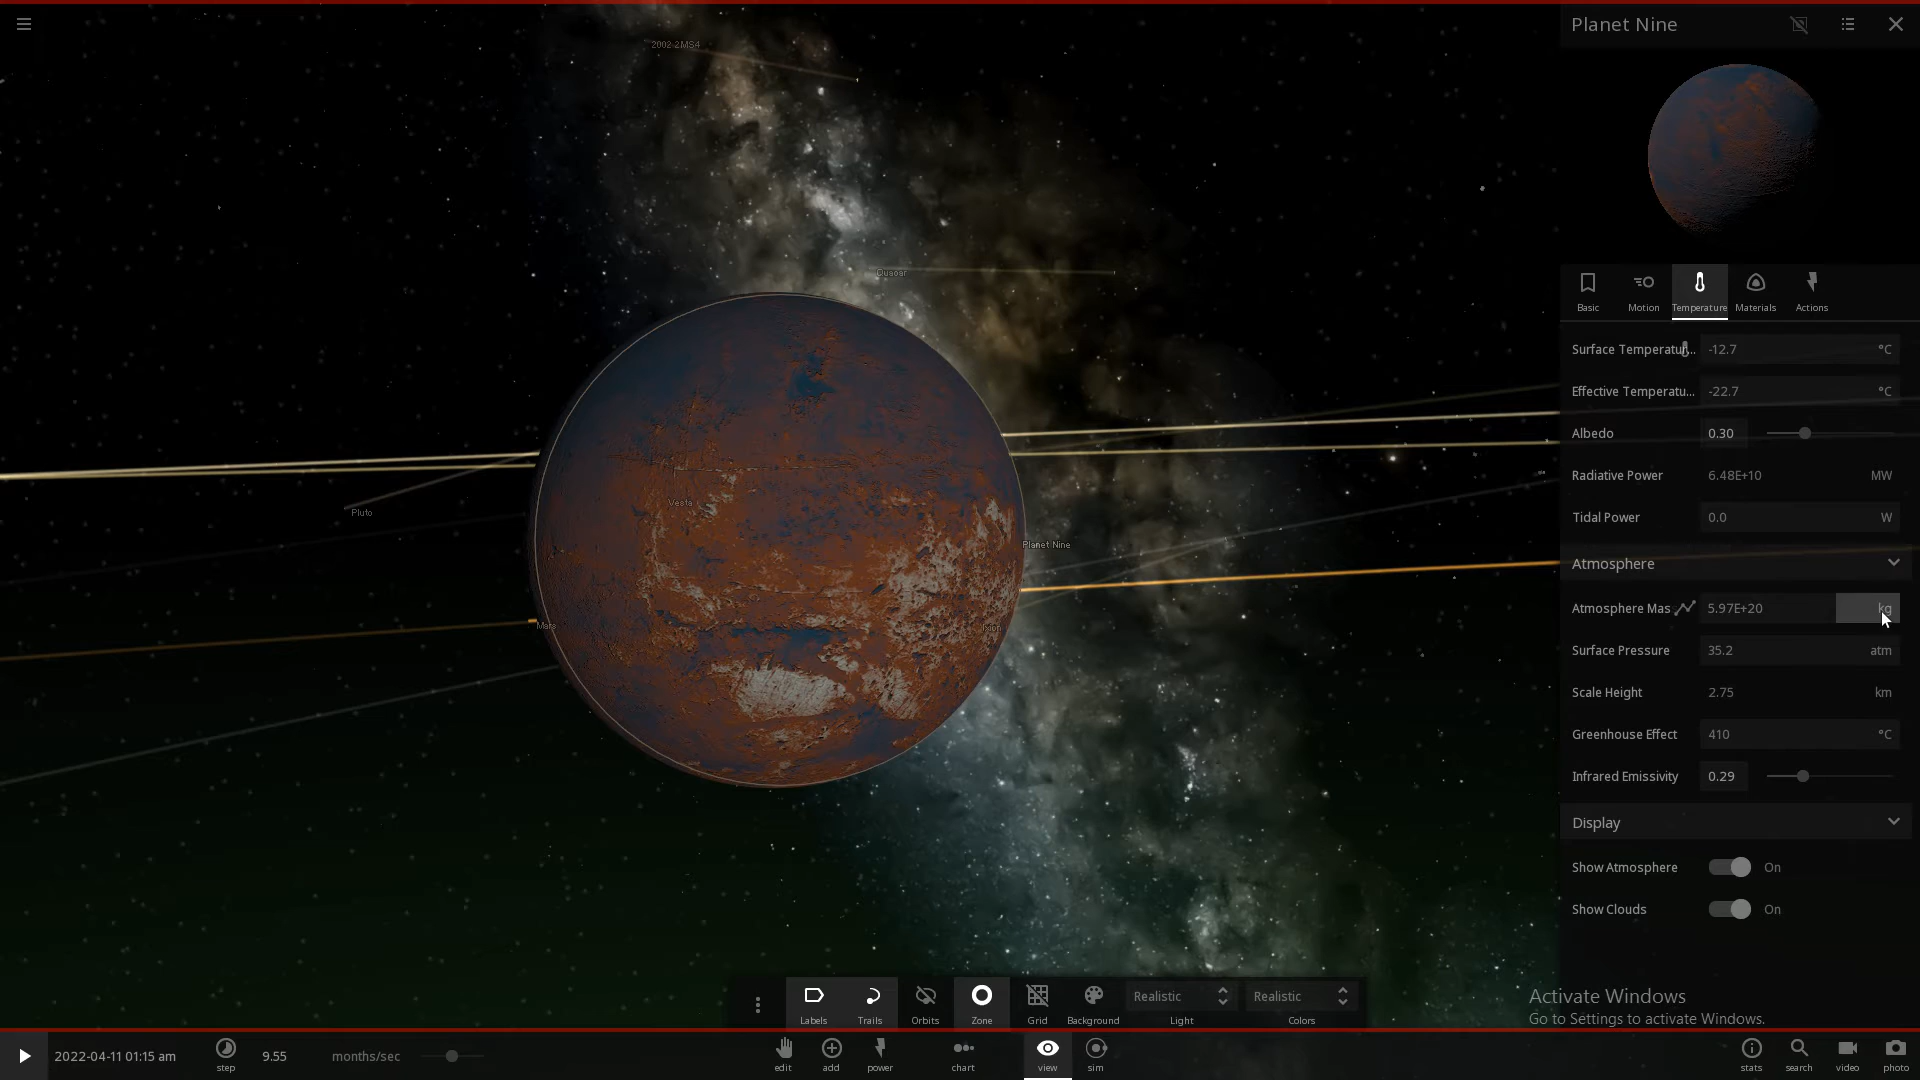 Planet Nine
2002 2MS4
Quaoar
Basic
Motion
Temperature
Materials
Actions
Surface Temperatur...
-12.7
°C
Effective Temperatu...
-22.7
°C
Albedo
0.30
Radiative Power
6.48E+10
MW
Vesta
Pluto
Tidal Power
0.0
W
Planet Nine
Atmosphere
Atmosphere Mas
5.97E+20
kg
Mars
Ixion
Surface Pressure
35.2
atm
Scale Height
2.75
km
Greenhouse Effect
410
°C
Infrared Emissivity
0.29
Display
Show Atmosphere
On
Show Clouds
On
Activate Windows
Go to Settings to activate Windows.
Labels
Trails
Orbits
Zone
Grid
Background
Realistic
Light
Realistic
Colors
2022-04-11 01:15 am
step
9.55
months/sec
edit
add
power
chart
view
sim
stats
search
video
photo